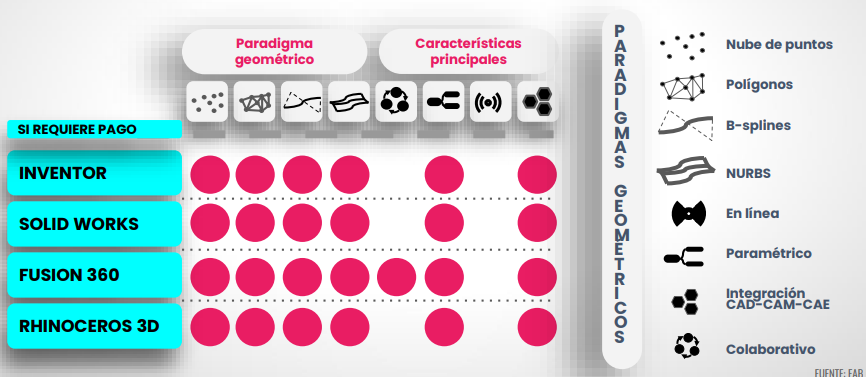 Paradigma
geométrico
Características
principales
SI REQUIERE PAGO
INVENTOR
SOLID WORKS
FUSION 360
RHINOCEROS 3D
PARADIGMAS GEOMETRICOS
Nube de puntos
Polígonos
B-splines
NURBS
En línea
Paramétrico
Integración
CAD-CAM-CAE
Colaborativo
FUENTE: FAB